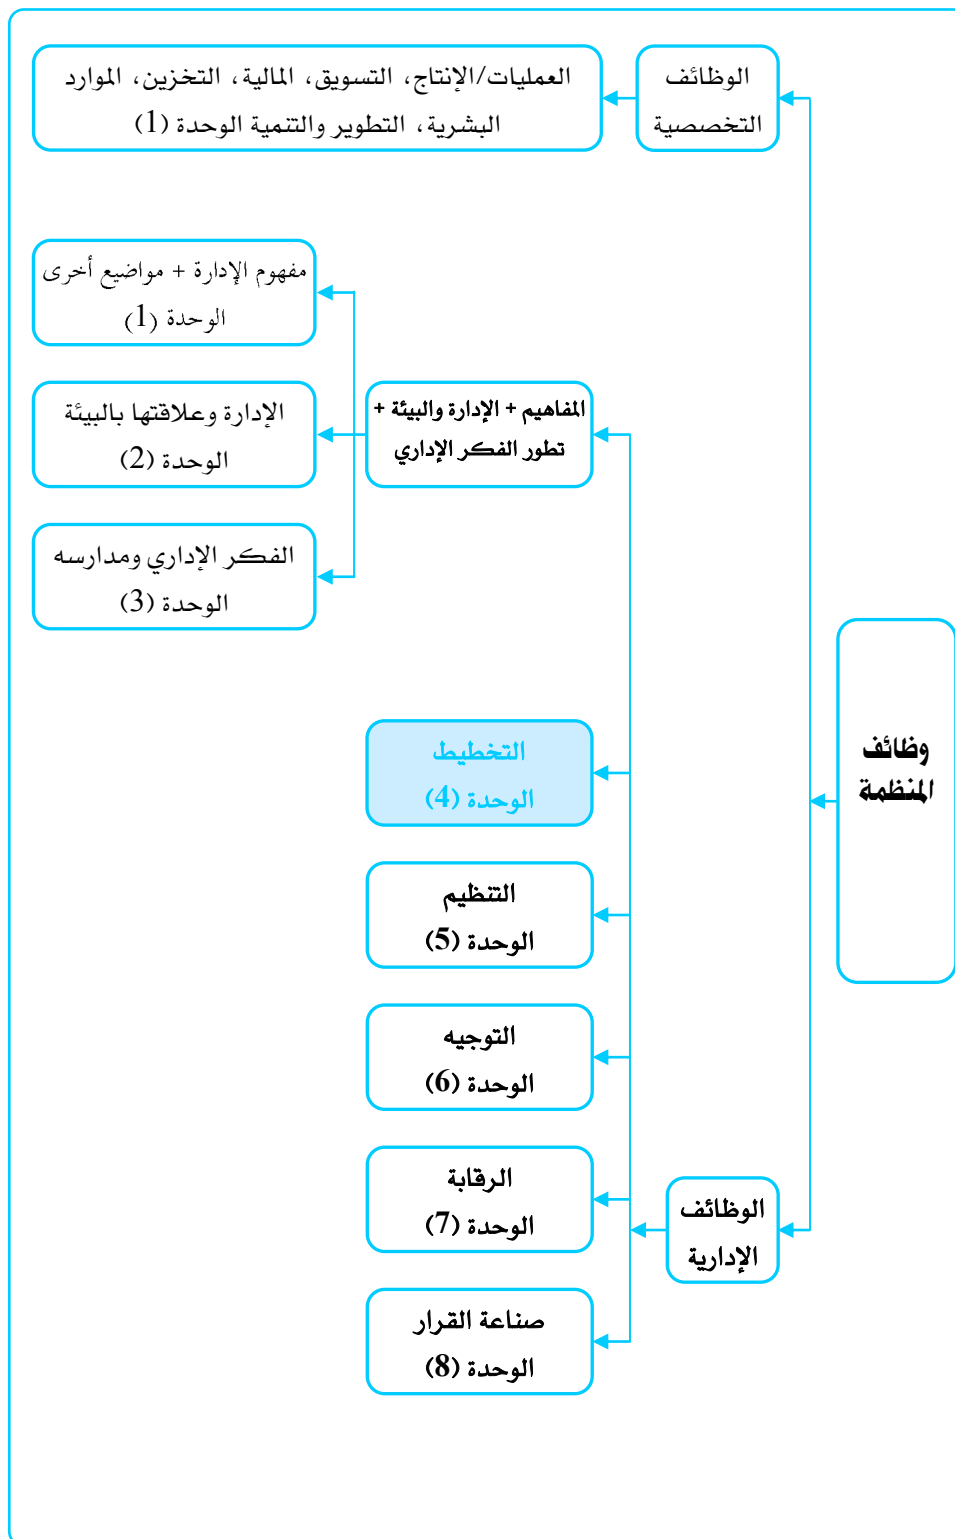 الوظائف
التخصصية
العمليات/الإنتاج، التسويق، المالية، التخزين، الموارد
البشرية، التطوير والتنمية الوحدة (1)
مفهوم الإدارة + مواضيع أخرى
الوحدة (1)
المفاهيم + الإدارة والبيئة +
تطور الفكر الإداري
الإدارة وعلاقتها بالبيئة
الوحدة (2)
الفكر الإداري ومدارسه
الوحدة (3)
وظائف
المنظمة
التخطيط
الوحدة (4)
التنظيم
الوحدة (5)
التوجيه
الوحدة (6)
الوظائف
الإدارية
الرقابة
الوحدة (7)
صناعة القرار
الوحدة (8)